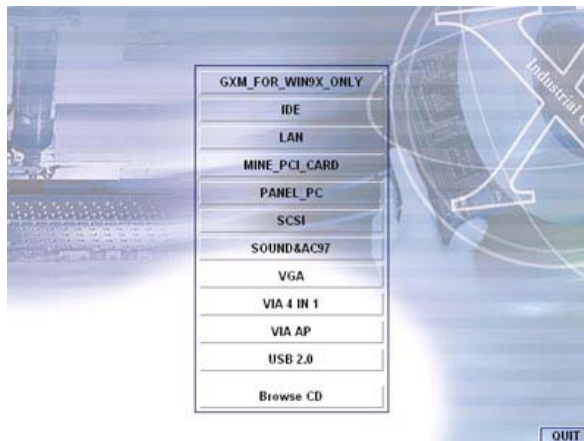 GXM_FOR_WIN9X_ONLY
IDE
LAN
MINE_PCI_CARD
PANEL_PC
SCSI
SOUND&AC97
VGA
VIA 4 IN 1
VIA AP
USB 2.0
Browse CD
Industrial
QUIT